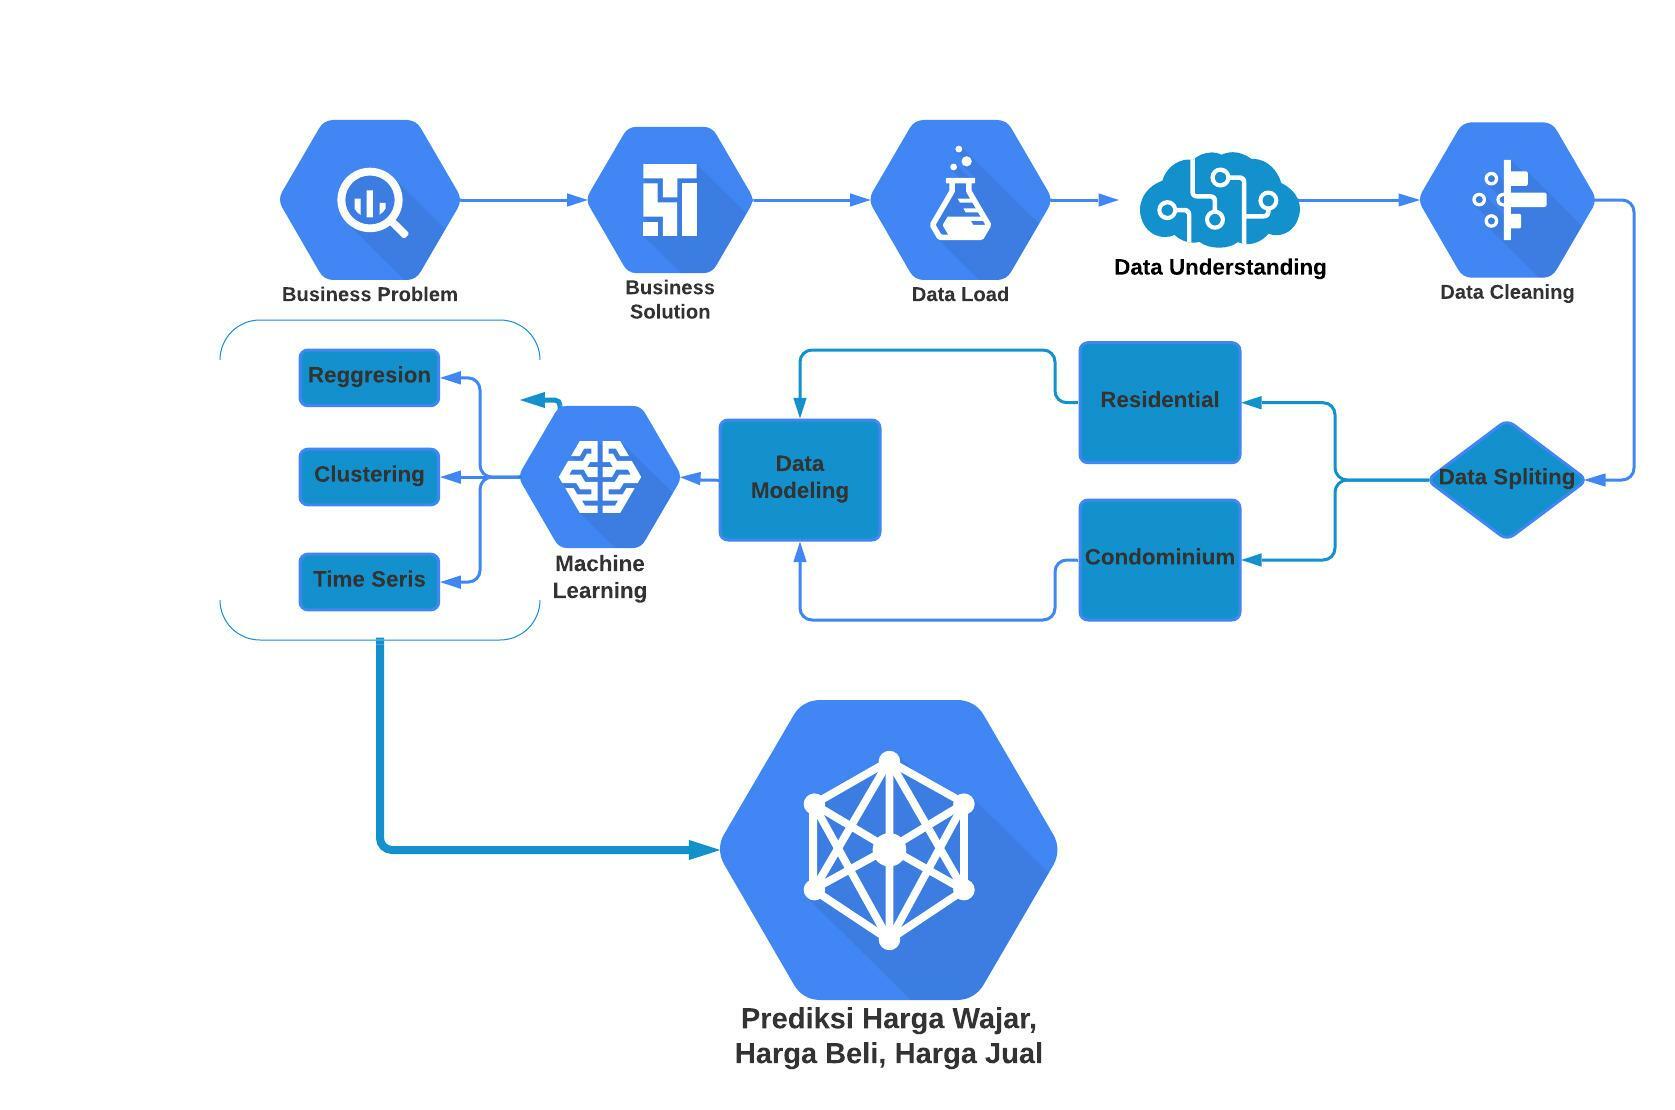 Business Problem
Business
Solution
Data Load
Data Understanding
Data Cleaning
Reggresion
Clustering
Time Seris
Machine
Learning
Data
Modeling
Residential
Condominium
Data Spliting
Prediksi Harga Wajar,
Harga Beli, Harga Jual